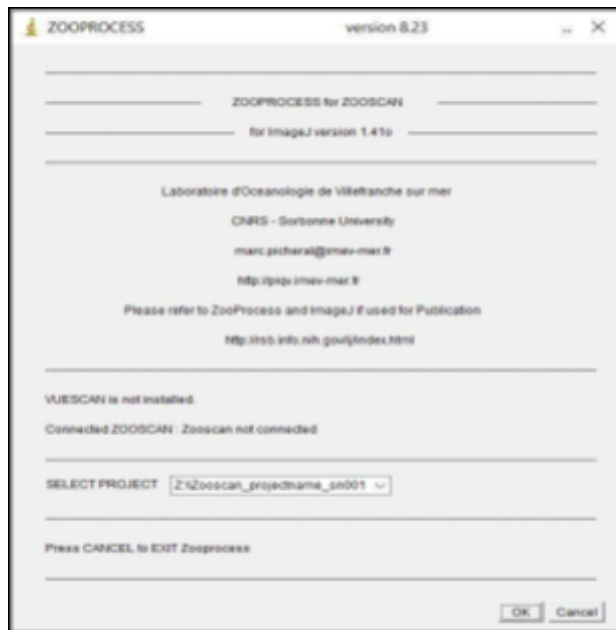 ZOOPROCESS version 8.23
ZOOPROCESS for ZOOSCAN
for ImageJ version 1.41o
Laboratoire d'Oceanologie de Villefranche sur mer
CNRS - Sorbonne University
marc.picheral@imev-mer.fr
http://piqv.imev-mer.fr
Please refer to ZooProcess and ImageJ if used for Publication
http://rsb.info.nih.gov/ij/index.html
VUESCAN is not installed.
Connected ZOOSCAN : Zooscan not connected
SELECT PROJECT Z:\Zooscan_projectname_sn001
Press CANCEL to EXIT Zooprocess
OK Cancel